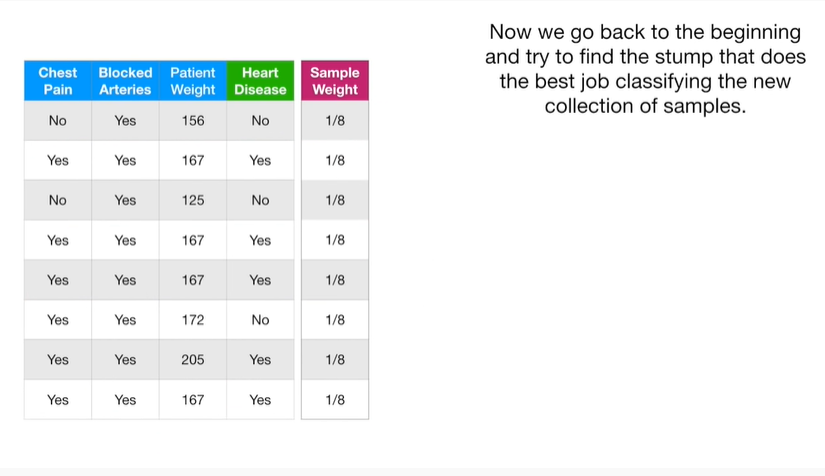 Now we go back to the beginning
and try to find the stump that does
the best job classifying the new
collection of samples.
Chest Pain Blocked Arteries Patient Weight Heart Disease Sample Weight
No Yes 156 No 1/8
Yes Yes 167 Yes 1/8
No Yes 125 No 1/8
Yes Yes 167 Yes 1/8
Yes Yes 167 Yes 1/8
Yes Yes 172 No 1/8
Yes Yes 205 Yes 1/8
Yes Yes 167 Yes 1/8